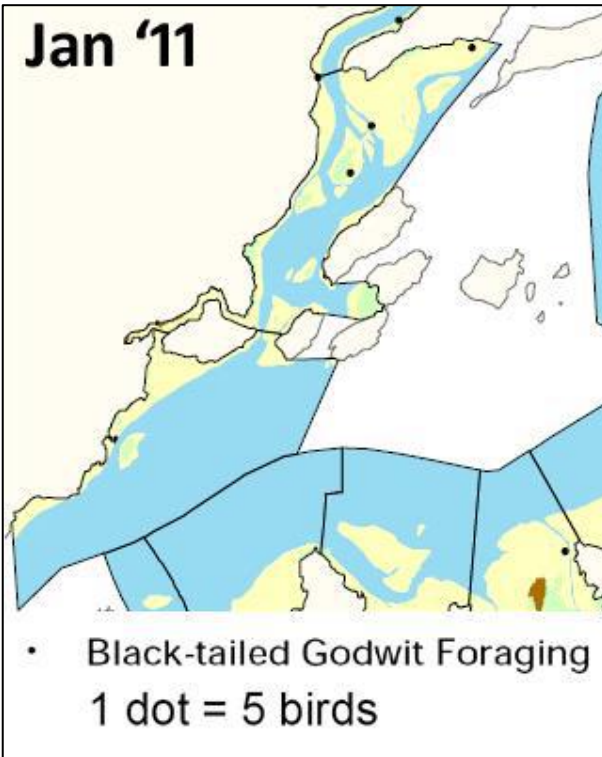 Jan ‘11
• Black-tailed Godwit Foraging
1 dot = 5 birds